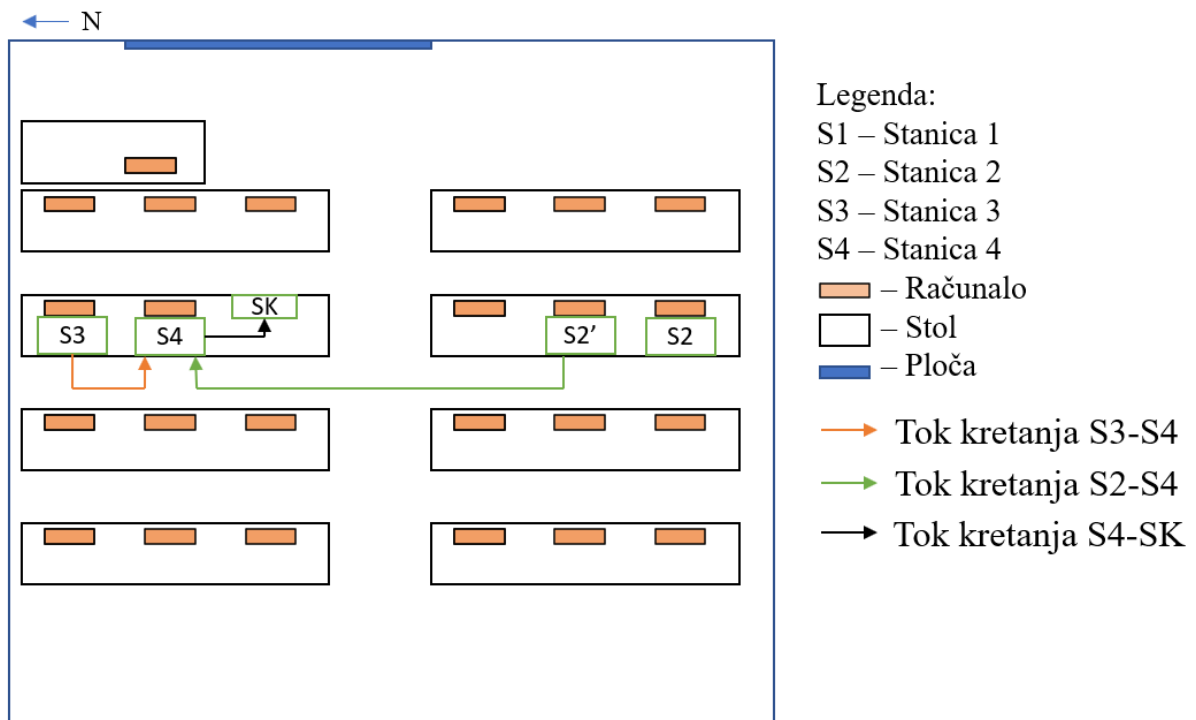 N
Legenda:
S1 – Stanica 1
S2 – Stanica 2
S3 – Stanica 3
S4 – Stanica 4
– Računalo
– Stol
– Ploča
SK
S3
S4
S2’
S2
Tok kretanja S3-S4
Tok kretanja S2-S4
Tok kretanja S4-SK